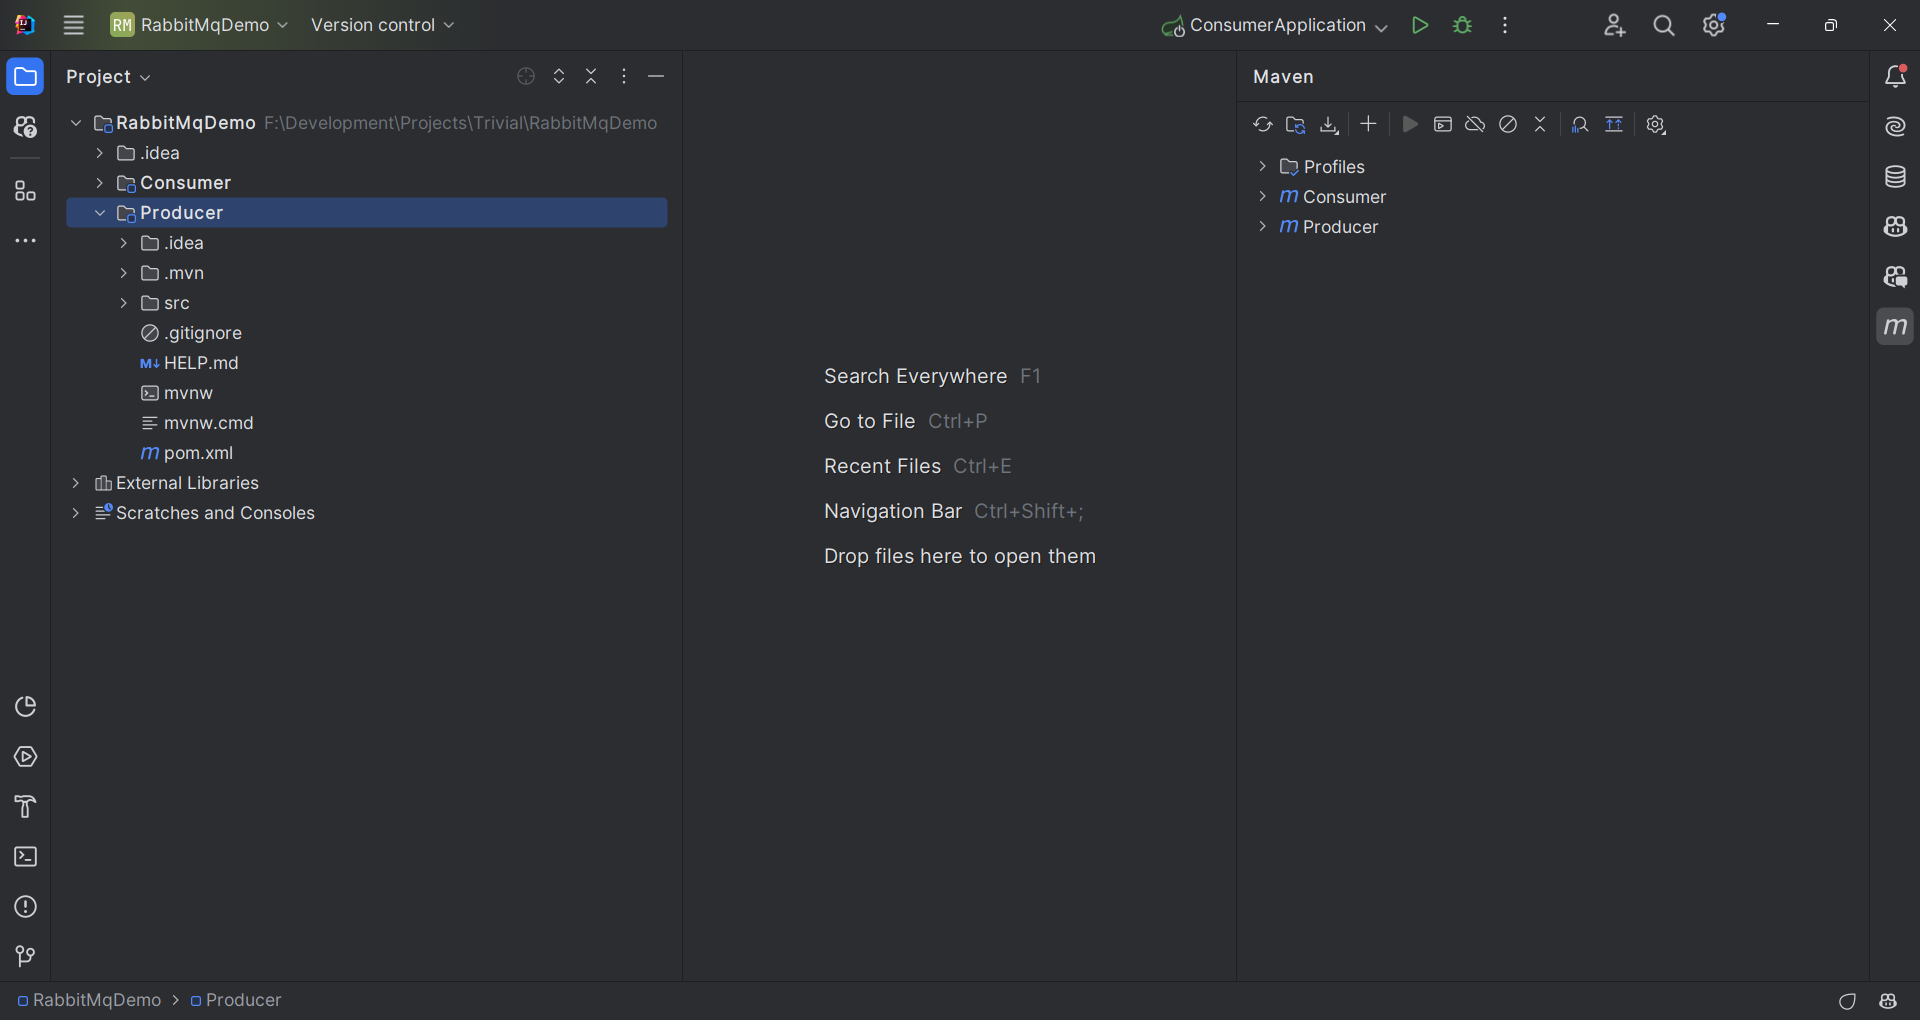 RM RabbitMqDemo Version control ConsumerApplication
Project
RabbitMqDemo F:\Development\Projects\Trivial\RabbitMqDemo
.idea
Consumer
Producer
.idea
.mvn
src
.gitignore
M↓ HELP.md
mvnw
mvnw.cmd
m pom.xml
External Libraries
Scratches and Consoles
Search Everywhere F1
Go to File Ctrl+P
Recent Files Ctrl+E
Navigation Bar Ctrl+Shift+;
Drop files here to open them
Maven
Profiles
m Consumer
m Producer
m
RabbitMqDemo > Producer